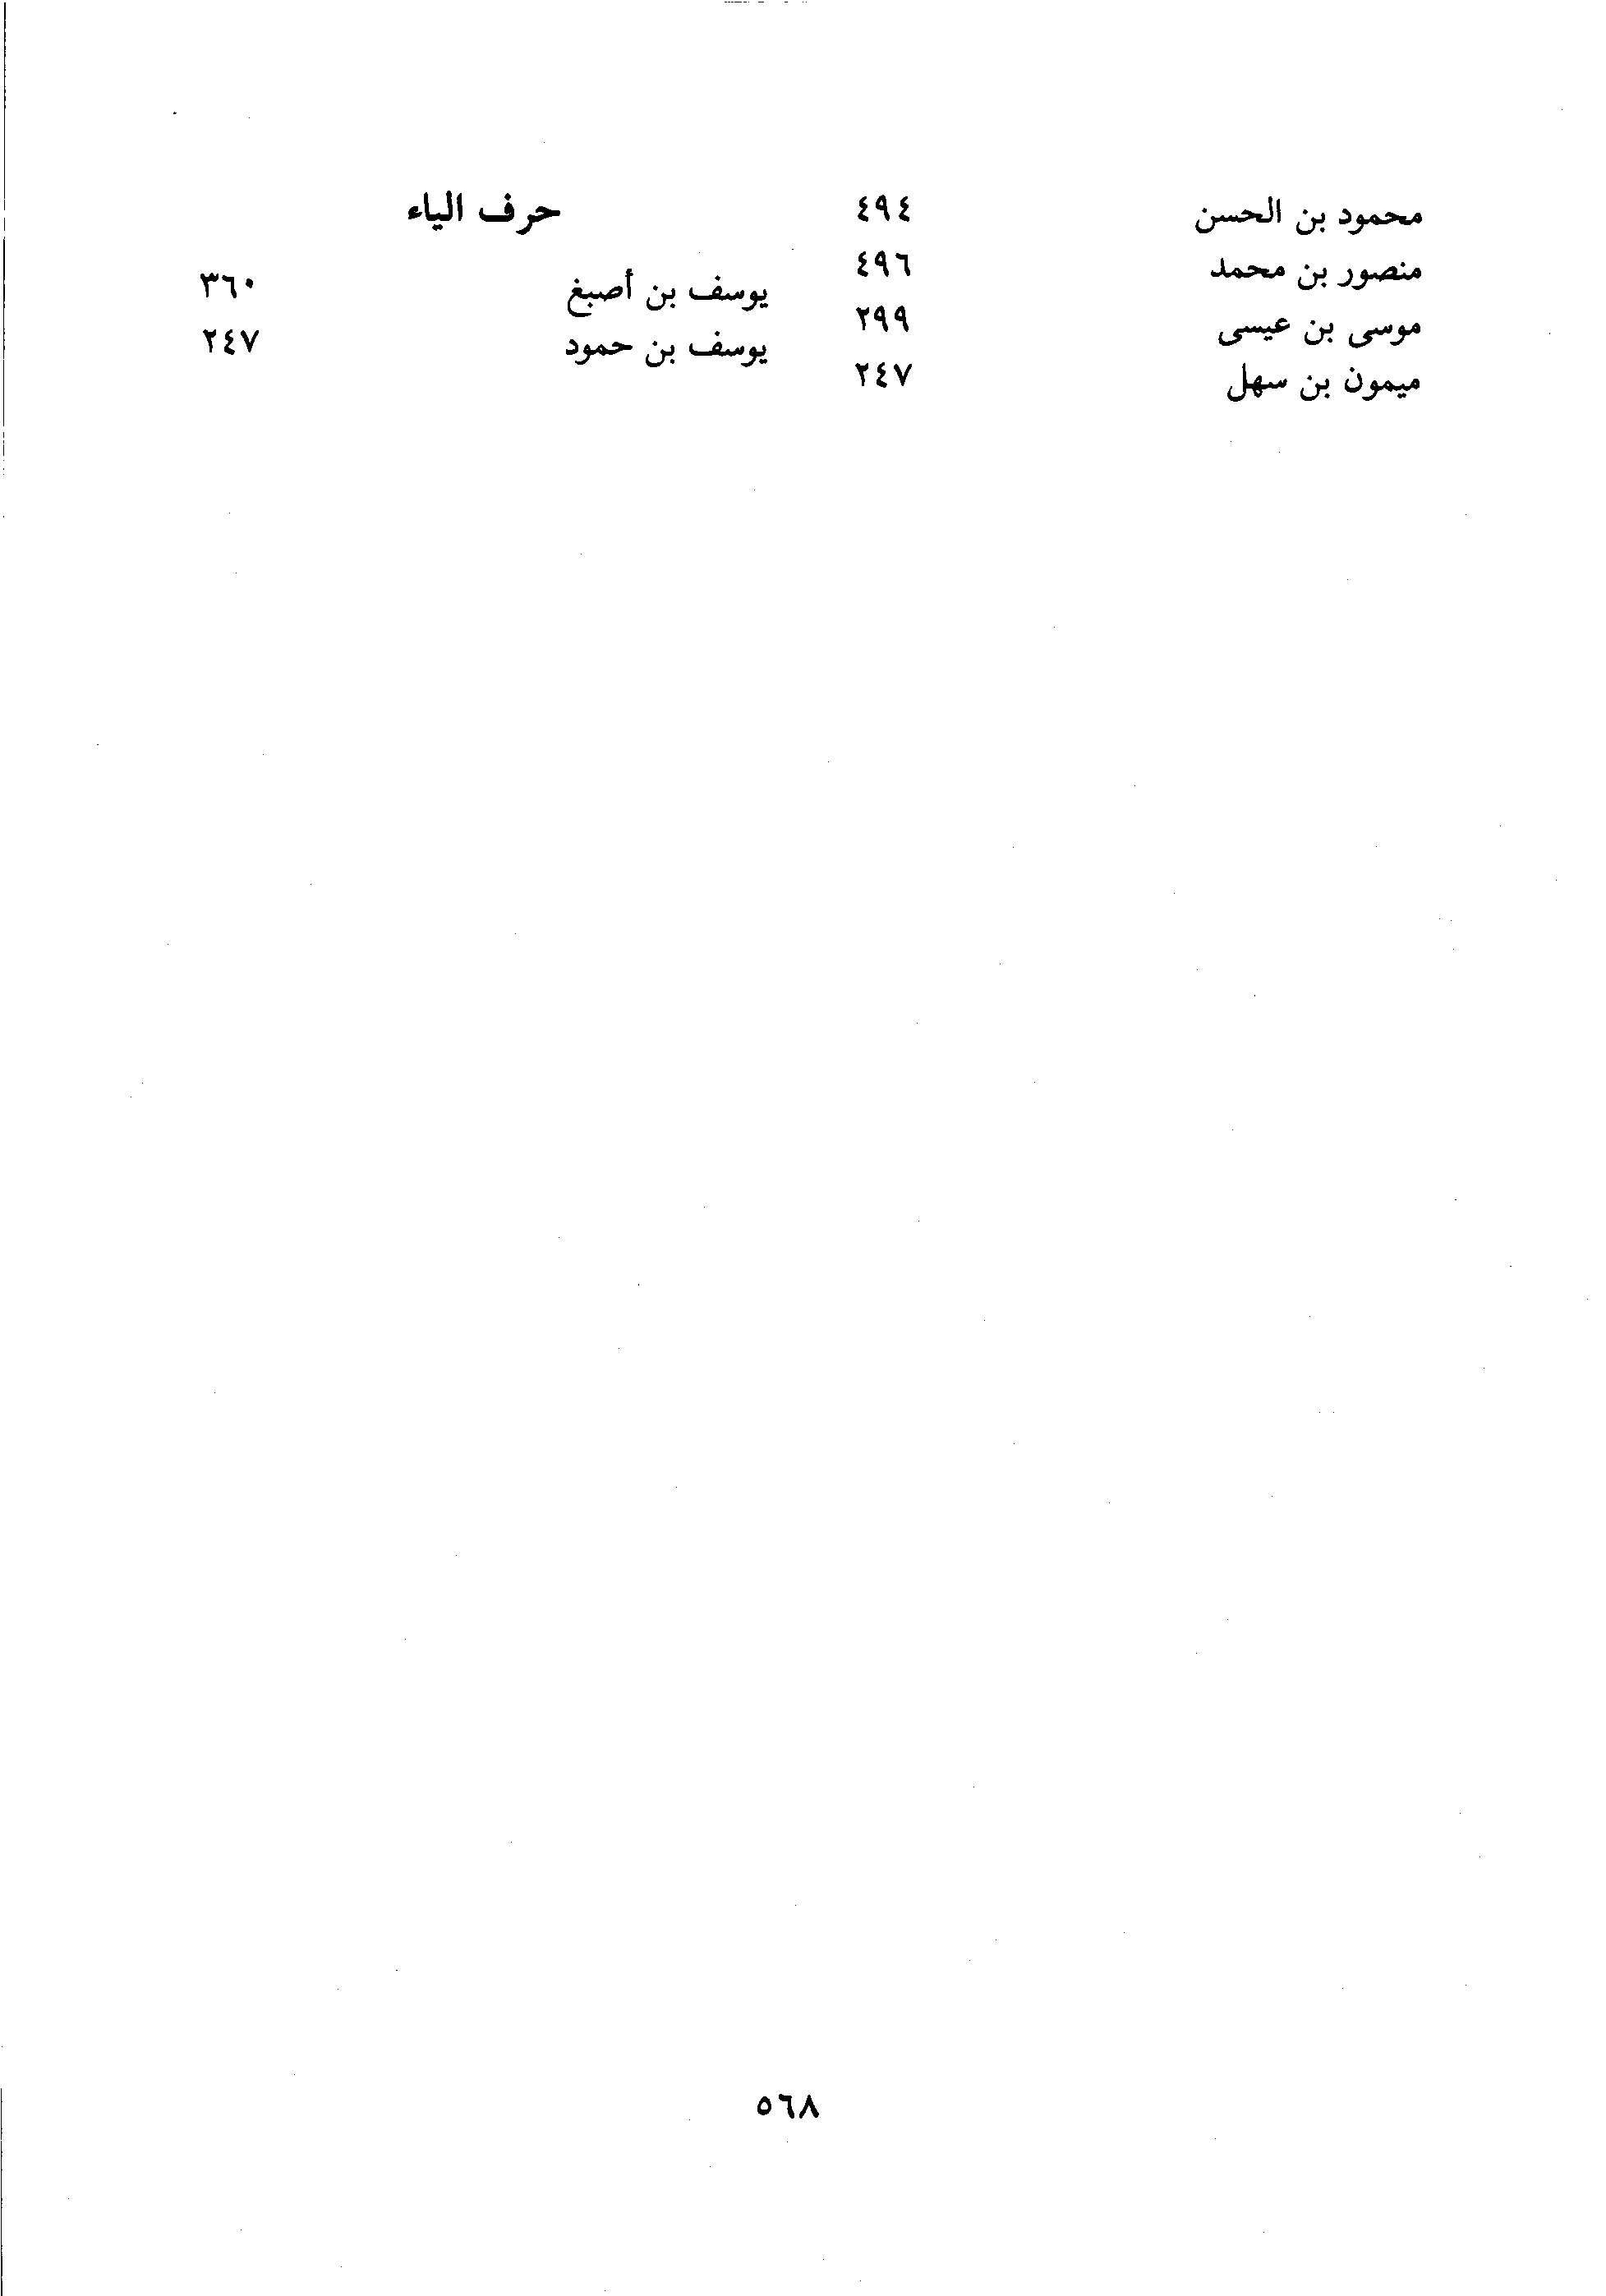 محمود بن الحسن ٤٩٤
منصور بن محمد ٤٩٦
موسى بن عيسى ٢٩٩
ميمون بن سهل ٢٤٧
حرف الياء
يوسف بن أصبغ ٣٦٠
يوسف بن حمود ٢٤٧
٥٦٨